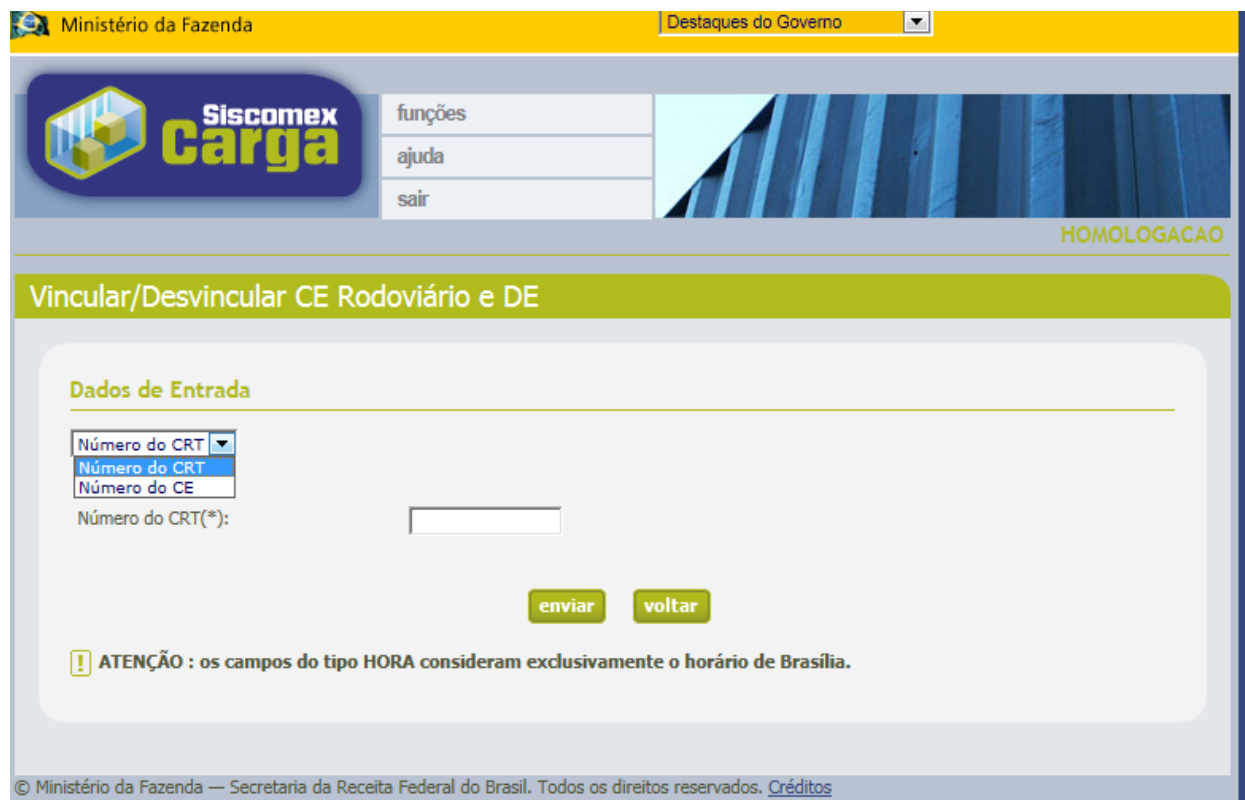 Ministério da Fazenda
Destaques do Governo
Siscomex
Carga
funções
ajuda
sair
HOMOLOGACAO
Vincular/Desvincular CE Rodoviário e DE
Dados de Entrada
Número do CRT
Número do CRT
Número do CE
Número do CRT(*):
enviar voltar
! ATENÇÃO : os campos do tipo HORA consideram exclusivamente o horário de Brasília.
© Ministério da Fazenda — Secretaria da Receita Federal do Brasil. Todos os direitos reservados. Créditos